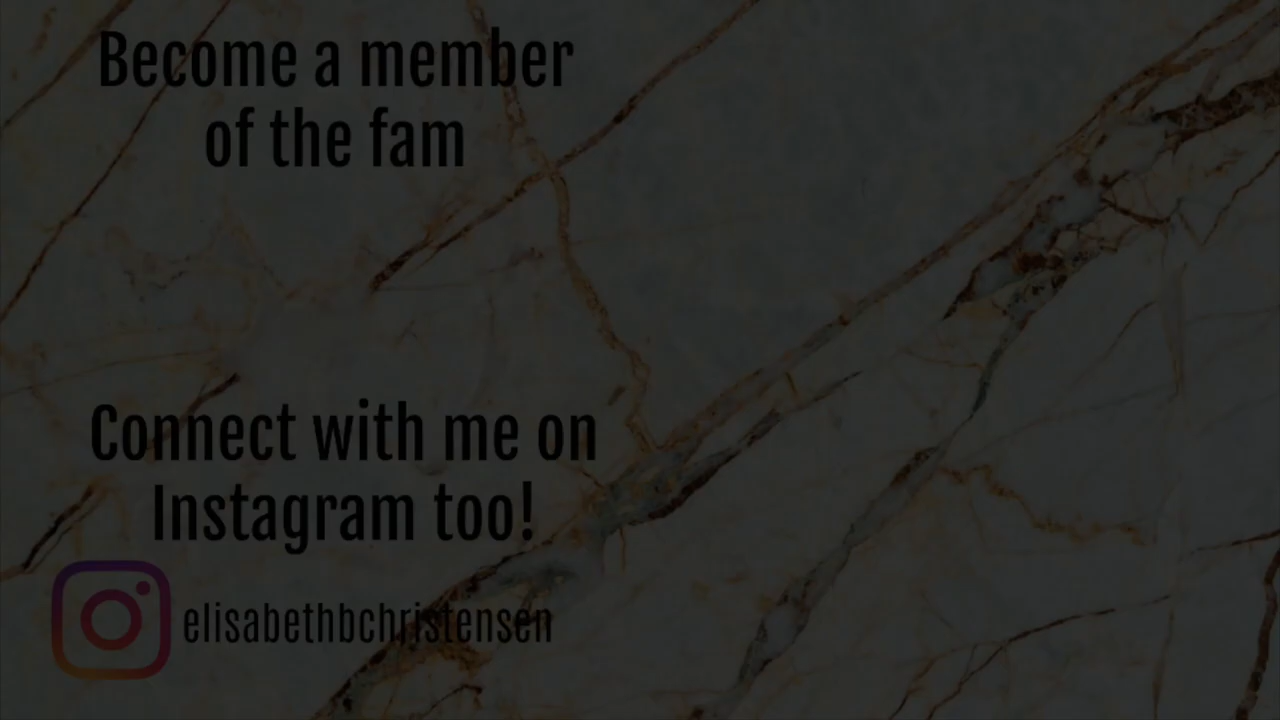 Become a member
of the fam
Connect with me on
Instagram too!
elisabethbchristensen